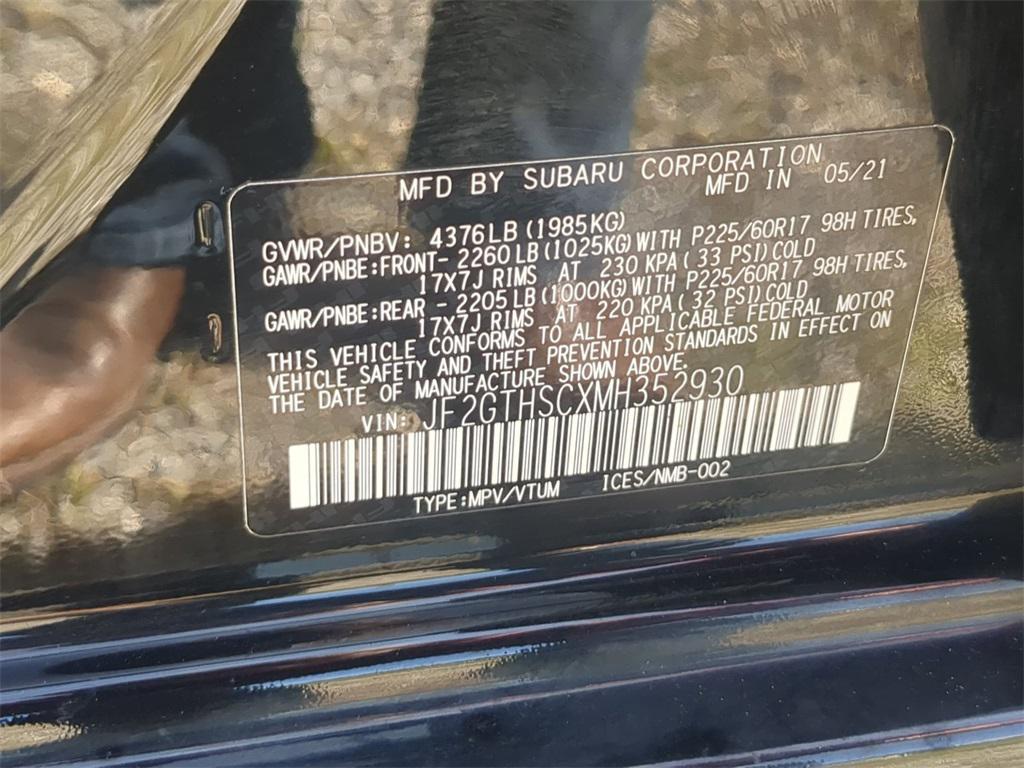 MFD BY SUBARU CORPORATION
MFD IN 05/21
GVWR/PNBV: 4376LB (1985KG)
GAWR/PNBE:FRONT- 2260LB (1025KG) WITH P225/60R17 98H TIRES,
17X7J RIMS AT 230 KPA ( 33 PSI) COLD
GAWR/PNBE:REAR - 2205LB (1000KG) WITH P225/60R17 98H TIRES,
17X7J RIMS AT 220 KPA ( 32 PSI) COLD
THIS VEHICLE CONFORMS TO ALL APPLICABLE FEDERAL MOTOR
VEHICLE SAFETY AND THEFT PREVENTION STANDARDS IN EFFECT ON
THE DATE OF MANUFACTURE SHOWN ABOVE.
VIN: JF2GTHSCXMH352930
TYPE:MPV/VTUM ICES/NMB-002